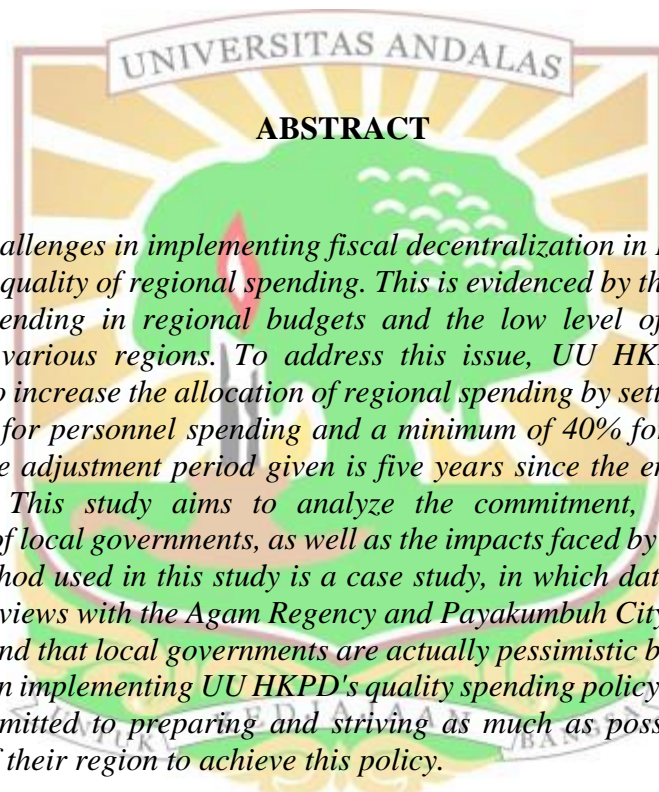 UNIVERSITAS ANDALAS
ABSTRACT
allenges in implementing fiscal decentralization in
quality of regional spending. This is evidenced by th
ending in regional budgets and the low level of
various regions. To address this issue, UU HK
o increase the allocation of regional spending by sett
for personnel spending and a minimum of 40% fo
e adjustment period given is five years since the e
This study aims to analyze the commitment,
of local governments, as well as the impacts faced by
hod used in this study is a case study, in which dat
views with the Agam Regency and Payakumbuh City
nd that local governments are actually pessimistic b
n implementing UU HKPD's quality spending policy
mitted to preparing and striving as much as poss
f their region to achieve this policy.
UNTUK KEDJAJAAN BANGSA